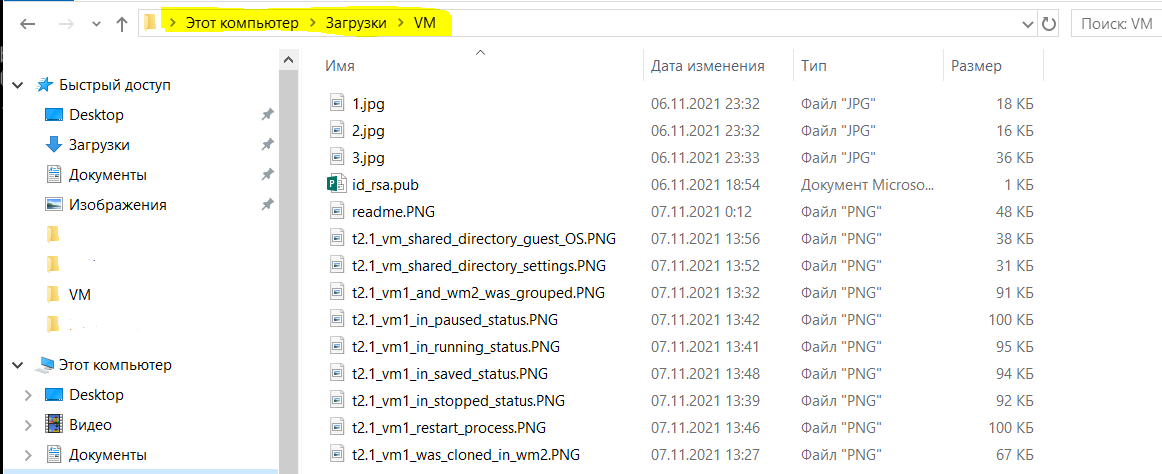 Этот компьютер > Загрузки > VM
Поиск: VM
Имя Дата изменения Тип Размер
Быстрый доступ
Desktop
Загрузки
Документы
Изображения
VM
Этот компьютер
Desktop
Видео
Документы
1.jpg 06.11.2021 23:32 Файл "JPG" 18 КБ
2.jpg 06.11.2021 23:32 Файл "JPG" 16 КБ
3.jpg 06.11.2021 23:33 Файл "JPG" 36 КБ
id_rsa.pub 06.11.2021 18:54 Документ Microso... 1 КБ
readme.PNG 07.11.2021 0:12 Файл "PNG" 48 КБ
t2.1_vm_shared_directory_guest_OS.PNG 07.11.2021 13:56 Файл "PNG" 38 КБ
t2.1_vm_shared_directory_settings.PNG 07.11.2021 13:52 Файл "PNG" 31 КБ
t2.1_vm1_and_wm2_was_grouped.PNG 07.11.2021 13:32 Файл "PNG" 91 КБ
t2.1_vm1_in_paused_status.PNG 07.11.2021 13:42 Файл "PNG" 100 КБ
t2.1_vm1_in_running_status.PNG 07.11.2021 13:41 Файл "PNG" 95 КБ
t2.1_vm1_in_saved_status.PNG 07.11.2021 13:48 Файл "PNG" 94 КБ
t2.1_vm1_in_stopped_status.PNG 07.11.2021 13:39 Файл "PNG" 92 КБ
t2.1_vm1_restart_process.PNG 07.11.2021 13:46 Файл "PNG" 100 КБ
t2.1_vm1_was_cloned_in_wm2.PNG 07.11.2021 13:27 Файл "PNG" 67 КБ